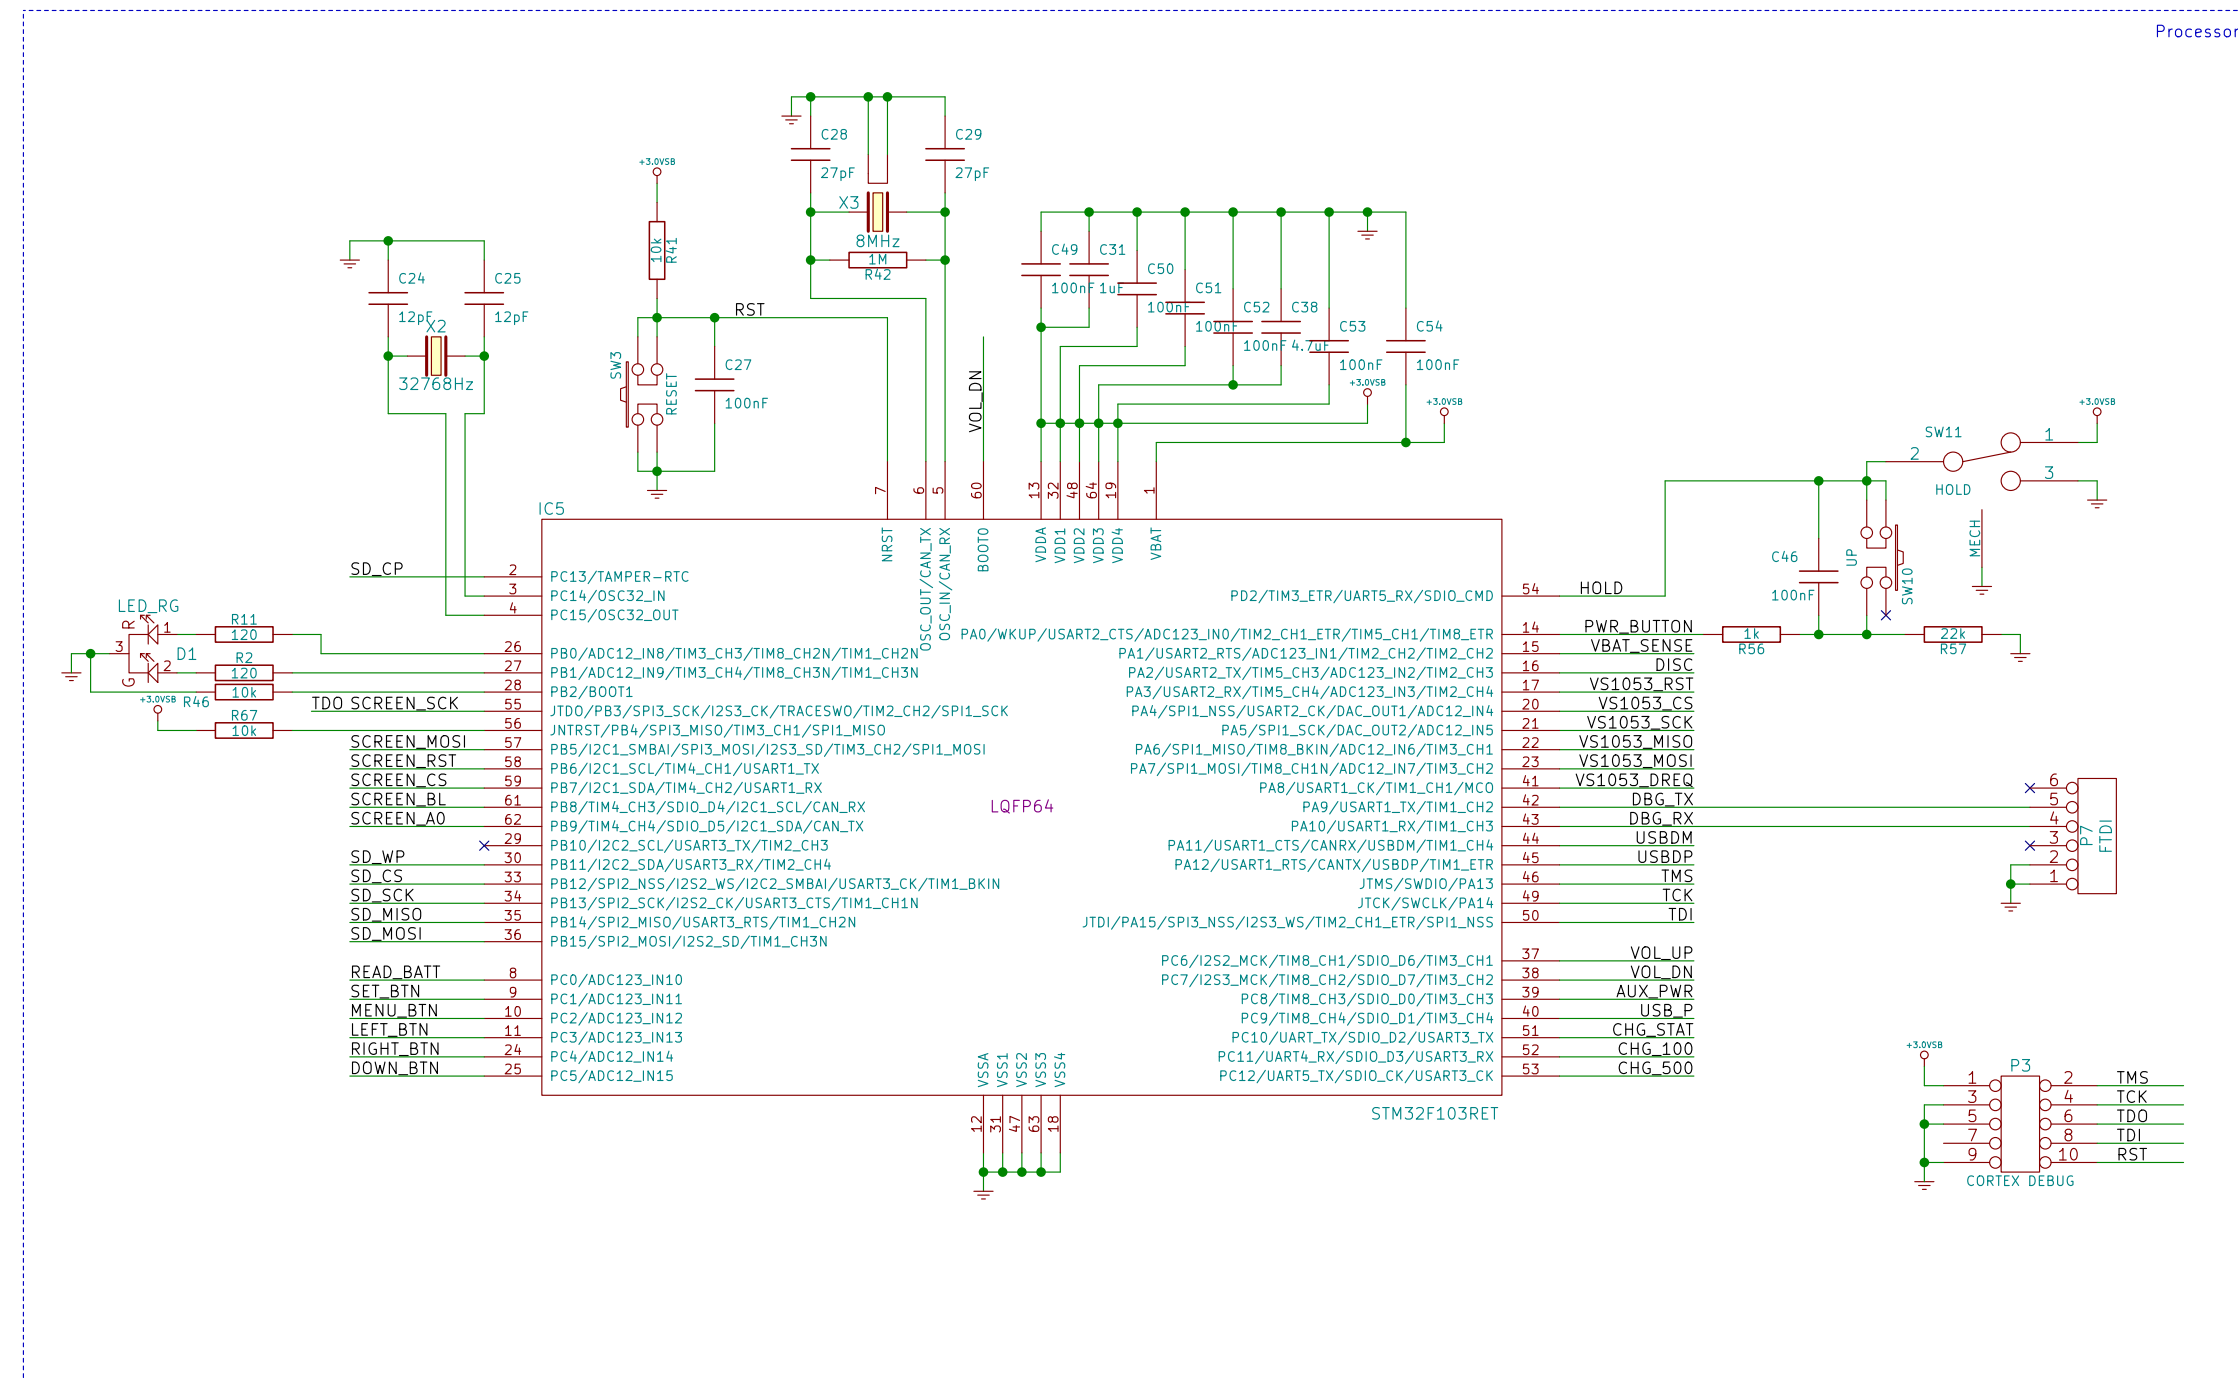 Processor
+3.0VSB
10k
R41
RST
SW3
RESET
C27
100nF
C28
27pF
C29
27pF
X3
8MHz
1M
R42
C24
12pF
C25
12pF
X2
32768Hz
VOL_DN
C49
100nF
C31
1uF
C50
100nF
C51
100nF
C52
100nF
C38
4.7uF
C53
100nF
C54
100nF
+3.0VSB
+3.0VSB
+3.0VSB
SW11
1
2
3
HOLD
MECH
UP
SW10
C46
100nF
IC5
7 NRST
6 OSC_OUT/CAN_TX
5 OSC_IN/CAN_RX
60 BOOT0
13 VDDA
32 VDD1
48 VDD2
64 VDD3
19 VDD4
1 VBAT
SD_CP 2 PC13/TAMPER-RTC
3 PC14/OSC32_IN
4 PC15/OSC32_OUT
LED_RG
R 1
3
D1
G 2
R11
120
R2
120
10k
R46
+3.0VSB
R67
10k
26 PB0/ADC12_IN8/TIM3_CH3/TIM8_CH2N/TIM1_CH2N
27 PB1/ADC12_IN9/TIM3_CH4/TIM8_CH3N/TIM1_CH3N
28 PB2/BOOT1
TDO SCREEN_SCK 55 JTDO/PB3/SPI3_SCK/I2S3_CK/TRACESWO/TIM2_CH2/SPI1_SCK
56 JNTRST/PB4/SPI3_MISO/TIM3_CH1/SPI1_MISO
SCREEN_MOSI 57 PB5/I2C1_SMBAI/SPI3_MOSI/I2S3_SD/TIM3_CH2/SPI1_MOSI
SCREEN_RST 58 PB6/I2C1_SCL/TIM4_CH1/USART1_TX
SCREEN_CS 59 PB7/I2C1_SDA/TIM4_CH2/USART1_RX
SCREEN_BL 61 PB8/TIM4_CH3/SDIO_D4/I2C1_SCL/CAN_RX
SCREEN_A0 62 PB9/TIM4_CH4/SDIO_D5/I2C1_SDA/CAN_TX
29 PB10/I2C2_SCL/USART3_TX/TIM2_CH3
SD_WP 30 PB11/I2C2_SDA/USART3_RX/TIM2_CH4
SD_CS 33 PB12/SPI2_NSS/I2S2_WS/I2C2_SMBAI/USART3_CK/TIM1_BKIN
SD_SCK 34 PB13/SPI2_SCK/I2S2_CK/USART3_CTS/TIM1_CH1N
SD_MISO 35 PB14/SPI2_MISO/USART3_RTS/TIM1_CH2N
SD_MOSI 36 PB15/SPI2_MOSI/I2S2_SD/TIM1_CH3N
READ_BATT 8 PC0/ADC123_IN10
SET_BTN 9 PC1/ADC123_IN11
MENU_BTN 10 PC2/ADC123_IN12
LEFT_BTN 11 PC3/ADC123_IN13
RIGHT_BTN 24 PC4/ADC12_IN14
DOWN_BTN 25 PC5/ADC12_IN15
LQFP64
PD2/TIM3_ETR/UART5_RX/SDIO_CMD 54 HOLD
PA0/WKUP/USART2_CTS/ADC123_IN0/TIM2_CH1_ETR/TIM5_CH1/TIM8_ETR 14 PWR_BUTTON
PA1/USART2_RTS/ADC123_IN1/TIM2_CH2/TIM2_CH2 15 VBAT_SENSE
PA2/USART2_TX/TIM5_CH3/ADC123_IN2/TIM2_CH3 16 DISC
PA3/USART2_RX/TIM5_CH4/ADC123_IN3/TIM2_CH4 17 VS1053_RST
PA4/SPI1_NSS/USART2_CK/DAC_OUT1/ADC12_IN4 20 VS1053_CS
PA5/SPI1_SCK/DAC_OUT2/ADC12_IN5 21 VS1053_SCK
PA6/SPI1_MISO/TIM8_BKIN/ADC12_IN6/TIM3_CH1 22 VS1053_MISO
PA7/SPI1_MOSI/TIM8_CH1N/ADC12_IN7/TIM3_CH2 23 VS1053_MOSI
PA8/USART1_CK/TIM1_CH1/MCO 41 VS1053_DREQ
PA9/USART1_TX/TIM1_CH2 42 DBG_TX
PA10/USART1_RX/TIM1_CH3 43 DBG_RX
PA11/USART1_CTS/CANRX/USBDM/TIM1_CH4 44 USBDM
PA12/USART1_RTS/CANTX/USBDP/TIM1_ETR 45 USBDP
JTMS/SWDIO/PA13 46 TMS
JTCK/SWCLK/PA14 49 TCK
JTDI/PA15/SPI3_NSS/I2S3_WS/TIM2_CH1_ETR/SPI1_NSS 50 TDI
PC6/I2S2_MCK/TIM8_CH1/SDIO_D6/TIM3_CH1 37 VOL_UP
PC7/I2S3_MCK/TIM8_CH2/SDIO_D7/TIM3_CH2 38 VOL_DN
PC8/TIM8_CH3/SDIO_D0/TIM3_CH3 39 AUX_PWR
PC9/TIM8_CH4/SDIO_D1/TIM3_CH4 40 USB_P
PC10/UART_TX/SDIO_D2/USART3_TX 51 CHG_STAT
PC11/UART4_RX/SDIO_D3/USART3_RX 52 CHG_100
PC12/UART5_TX/SDIO_CK/USART3_CK 53 CHG_500
1k
R56
22k
R57
6
5
4
3
2
1
P7
FTDI
VSSA 12
VSS1 31
VSS2 47
VSS3 63
VSS4 18
STM32F103RET
+3.0VSB
P3
1 2 TMS
3 4 TCK
5 6 TDO
7 8 TDI
9 10 RST
CORTEX DEBUG